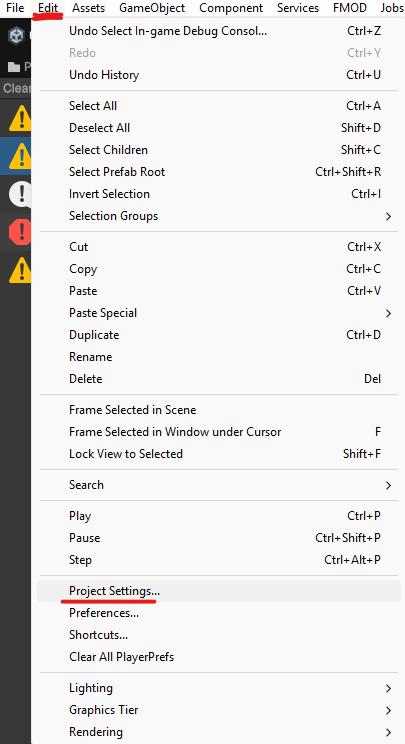 File Edit Assets GameObject Component Services FMOD Jobs
Undo Select In-game Debug Consol... Ctrl+Z
Redo Ctrl+Y
Undo History Ctrl+U
P
Clear
Select All Ctrl+A
Deselect All Shift+D
Select Children Shift+C
Select Prefab Root Ctrl+Shift+R
Invert Selection Ctrl+I
Selection Groups
Cut Ctrl+X
Copy Ctrl+C
Paste Ctrl+V
Paste Special
Duplicate Ctrl+D
Rename
Delete Del
Frame Selected in Scene
Frame Selected in Window under Cursor F
Lock View to Selected Shift+F
Search
Play Ctrl+P
Pause Ctrl+Shift+P
Step Ctrl+Alt+P
Project Settings...
Preferences...
Shortcuts...
Clear All PlayerPrefs
Lighting
Graphics Tier
Rendering